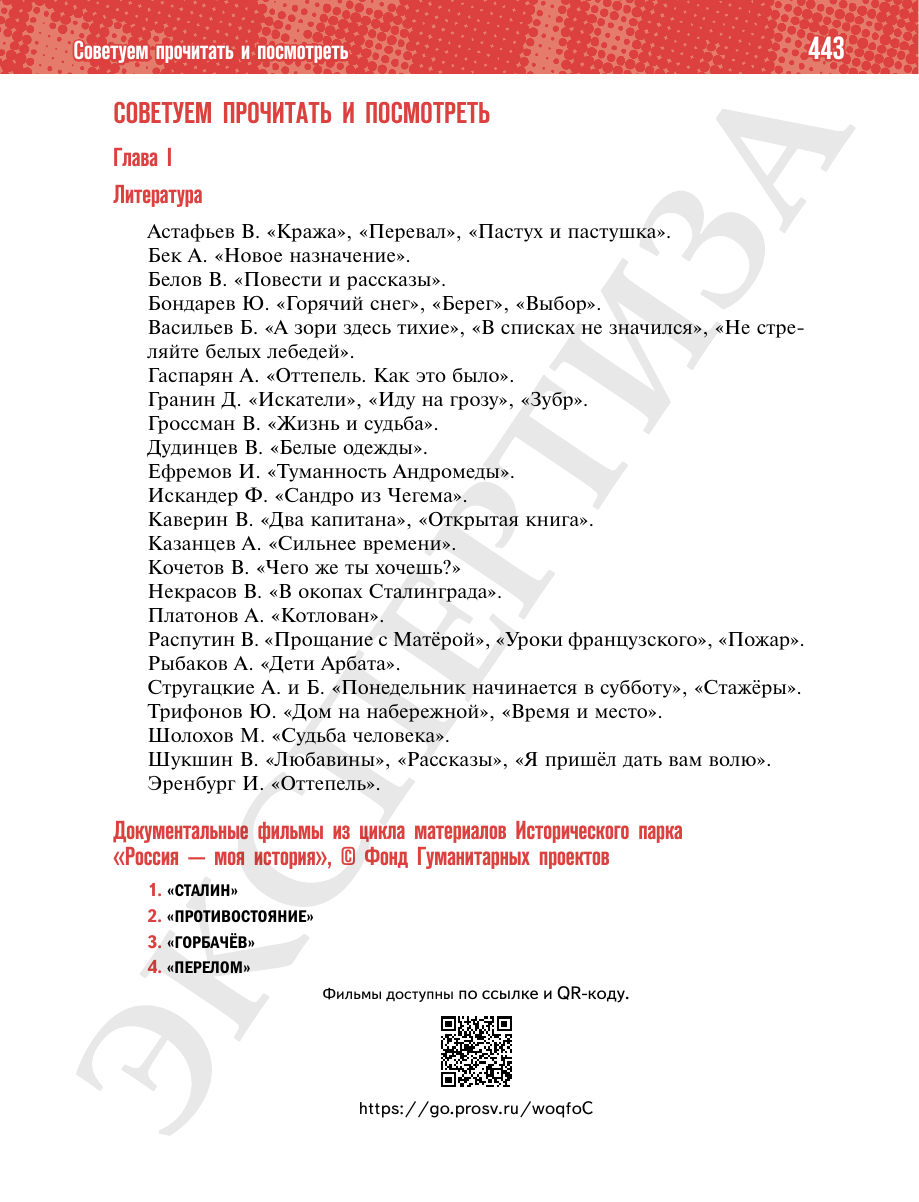 Советуем прочитать и посмотреть
443
СОВЕТУЕМ ПРОЧИТАТЬ И ПОСМОТРЕТЬ
Глава I
Литература
Астафьев В. «Кража», «Перевал», «Пастух и пастушка».
Бек А. «Новое назначение».
Белов В. «Повести и рассказы».
Бондарев Ю. «Горячий снег», «Берег», «Выбор».
Васильев Б. «А зори здесь тихие», «В списках не значился», «Не стре-
ляйте белых лебедей».
Гаспарян А. «Оттепель. Как это было».
Гранин Д. «Искатели», «Иду на грозу», «Зубр».
Гроссман В. «Жизнь и судьба».
Дудинцев В. «Белые одежды».
Ефремов И. «Туманность Андромеды».
Искандер Ф. «Сандро из Чегема».
Каверин В. «Два капитана», «Открытая книга».
Казанцев А. «Сильнее времени».
Кочетов В. «Чего же ты хочешь?»
Некрасов В. «В окопах Сталинграда».
Платонов А. «Котлован».
Распутин В. «Прощание с Матёрой», «Уроки французского», «Пожар».
Рыбаков А. «Дети Арбата».
Стругацкие А. и Б. «Понедельник начинается в субботу», «Стажёры».
Трифонов Ю. «Дом на набережной», «Время и место».
Шолохов М. «Судьба человека».
Шукшин В. «Любавины», «Рассказы», «Я пришёл дать вам волю».
Эренбург И. «Оттепель».
Документальные фильмы из цикла материалов Исторического парка
«Россия — моя история», © Фонд Гуманитарных проектов
1. «СТАЛИН»
2. «ПРОТИВОСТОЯНИЕ»
3. «ГОРБАЧЁВ»
4. «ПЕРЕЛОМ»
Фильмы доступны по ссылке и QR-коду.
https://go.prosv.ru/woqfoC
ЭКСПЕРТИЗА